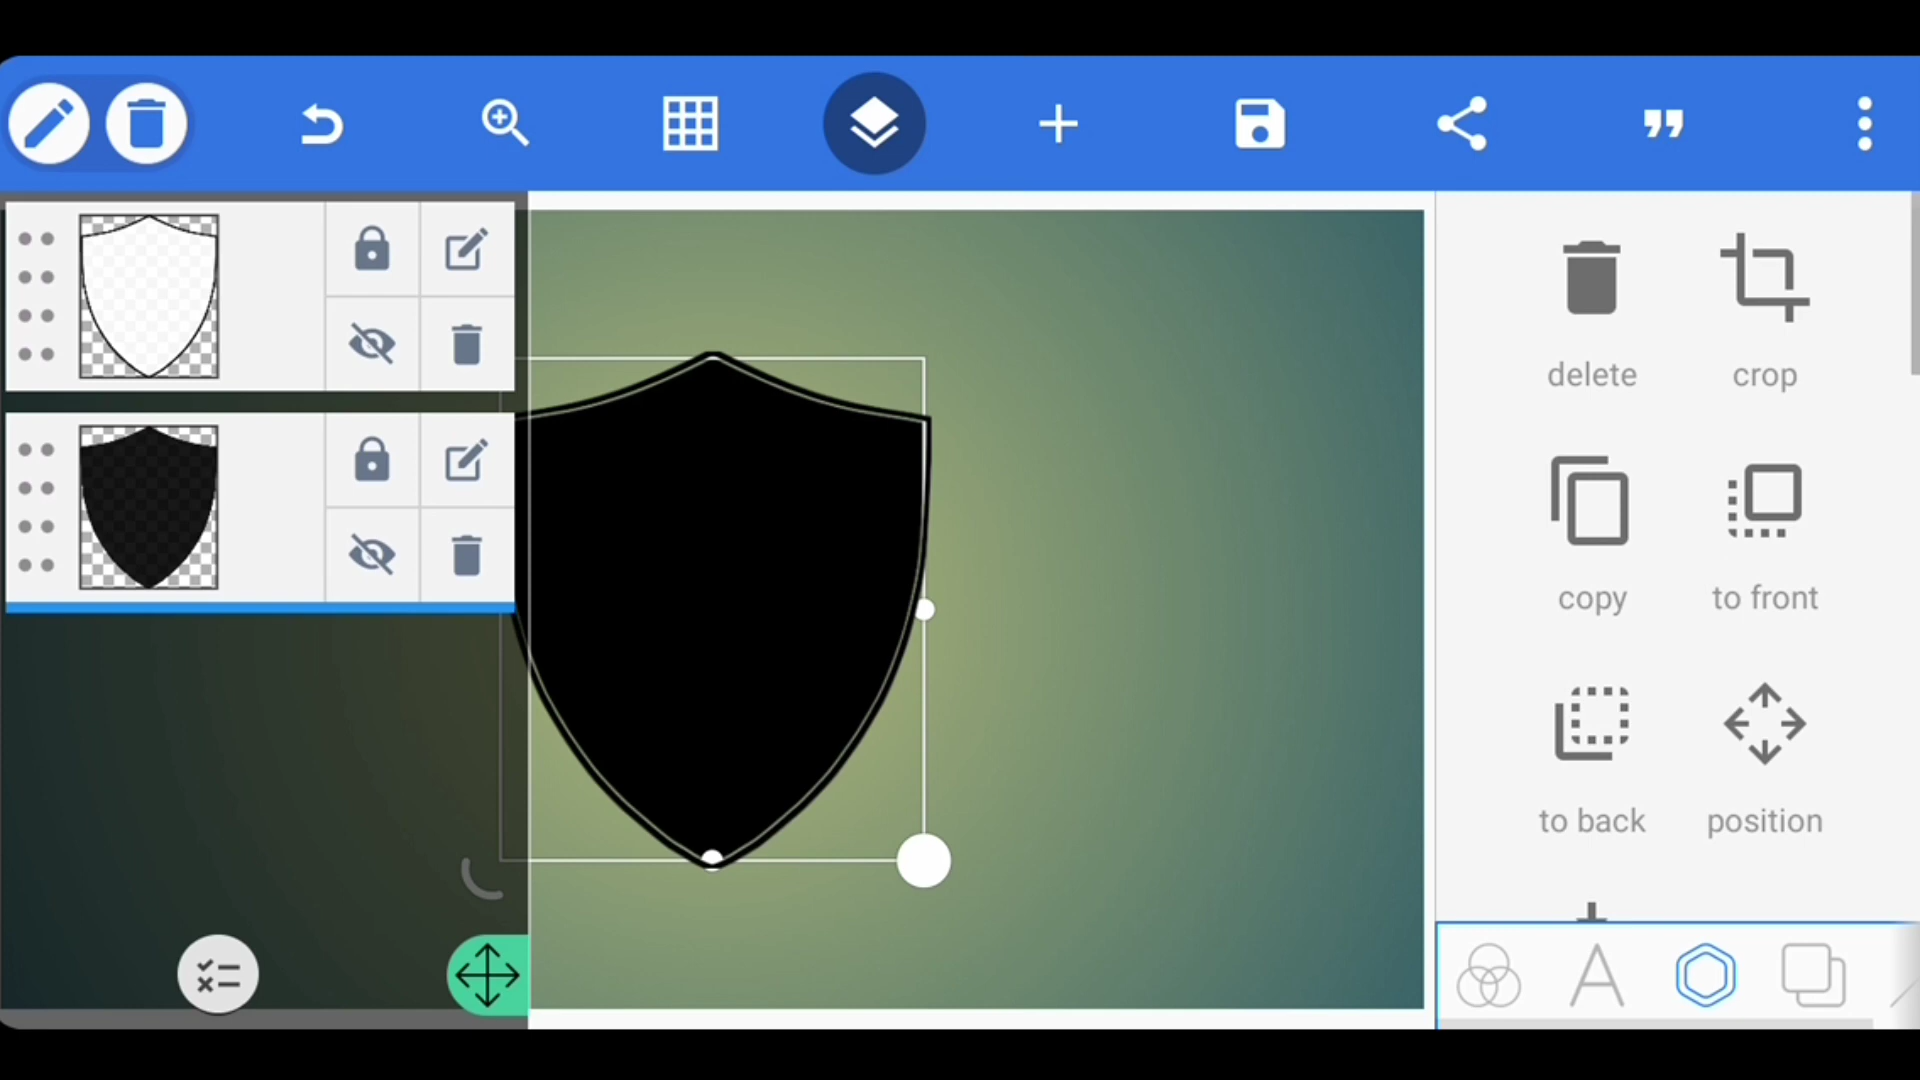 delete
crop
copy
to front
to back
position